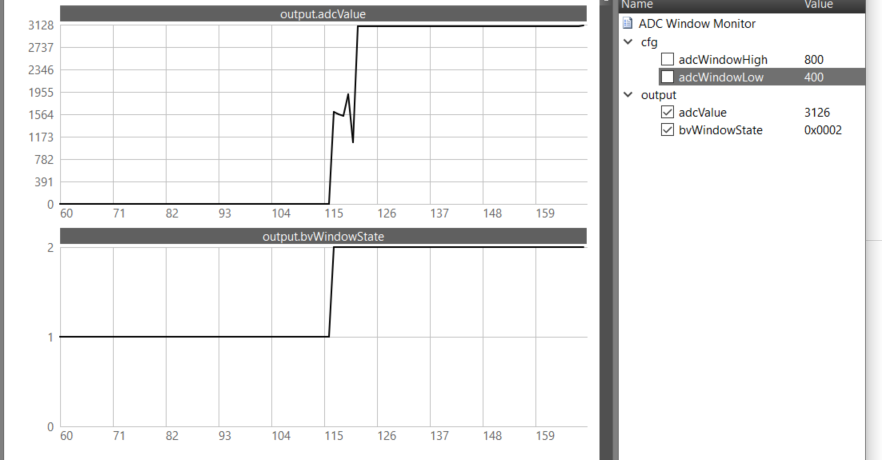 output.adcValue
3128
2737
2346
1955
1564
1173
782
391
0
60 71 82 93 104 115 126 137 148 159
output.bvWindowState
2
1
0
60 71 82 93 104 115 126 137 148 159
Name Value
ADC Window Monitor
cfg
adcWindowHigh 800
adcWindowLow 400
output
adcValue 3126
bvWindowState 0x0002